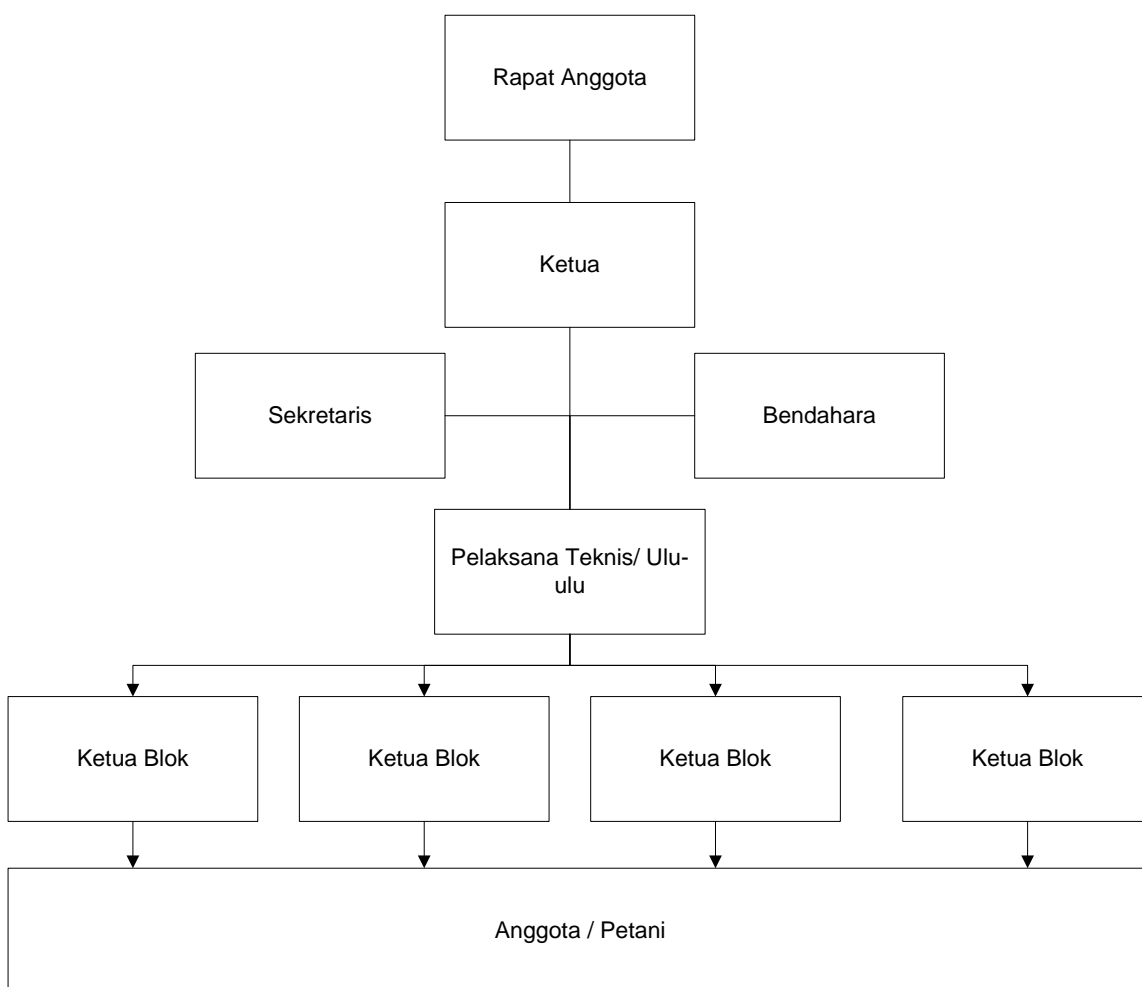 Rapat Anggota
Ketua
Sekretaris
Bendahara
Pelaksana Teknis/ Ulu-
ulu
Ketua Blok
Ketua Blok
Ketua Blok
Ketua Blok
Anggota / Petani